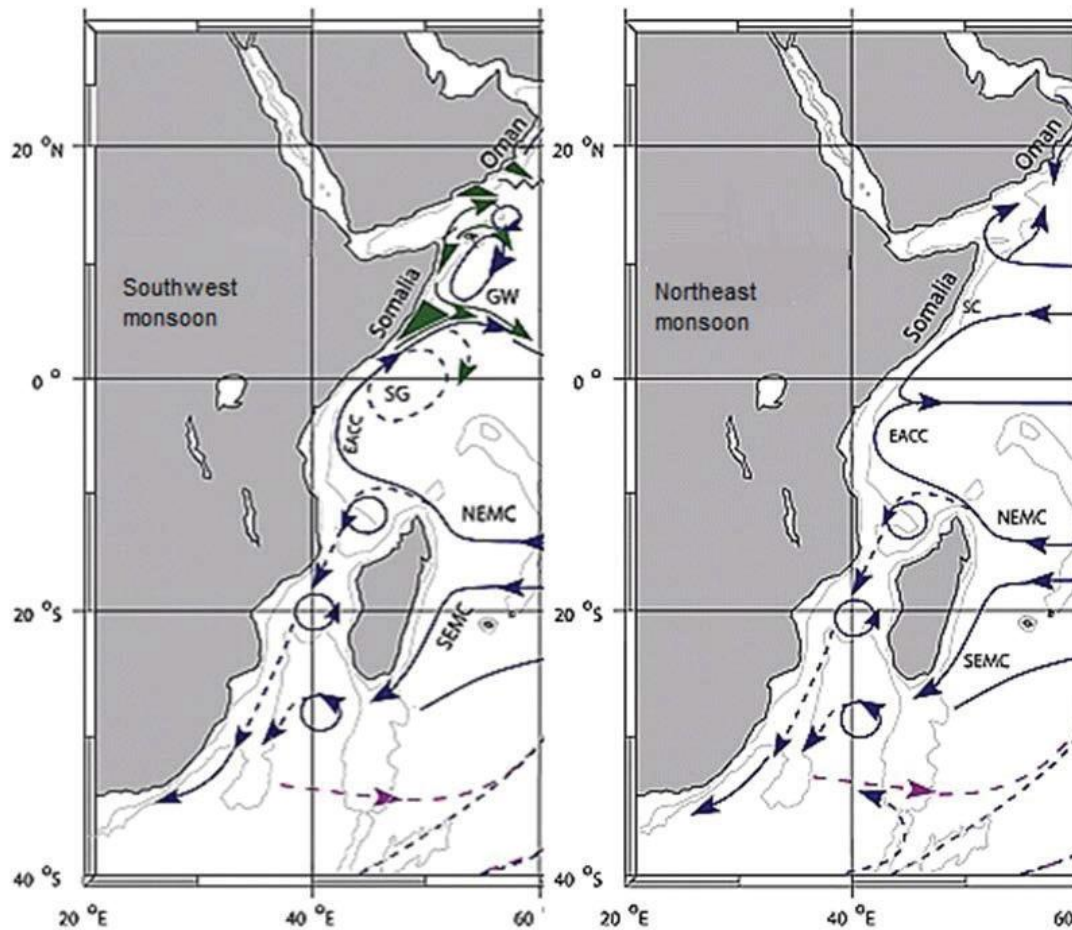 20 °N
0 °
20 °S
40 °S
20 °E
40 °E
60
Southwest
monsoon
Oman
Somalia
GW
SG
EACC
NEMC
SEMC
20 °N
0 °
20 °S
40 °S
20 °E
40 °E
60
Northeast
monsoon
Oman
Somalia
SC
EACC
NEMC
SEMC